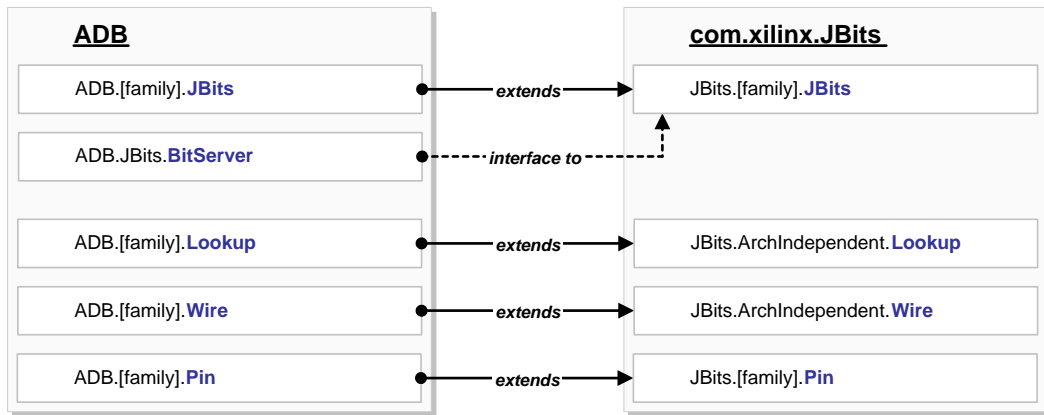 ADB
com.xilinx.JBits
ADB.[family].JBits
extends
JBits.[family].JBits
ADB.JBits.BitServer
interface to
ADB.[family].Lookup
extends
JBits.ArchIndependent.Lookup
ADB.[family].Wire
extends
JBits.ArchIndependent.Wire
ADB.[family].Pin
extends
JBits.[family].Pin